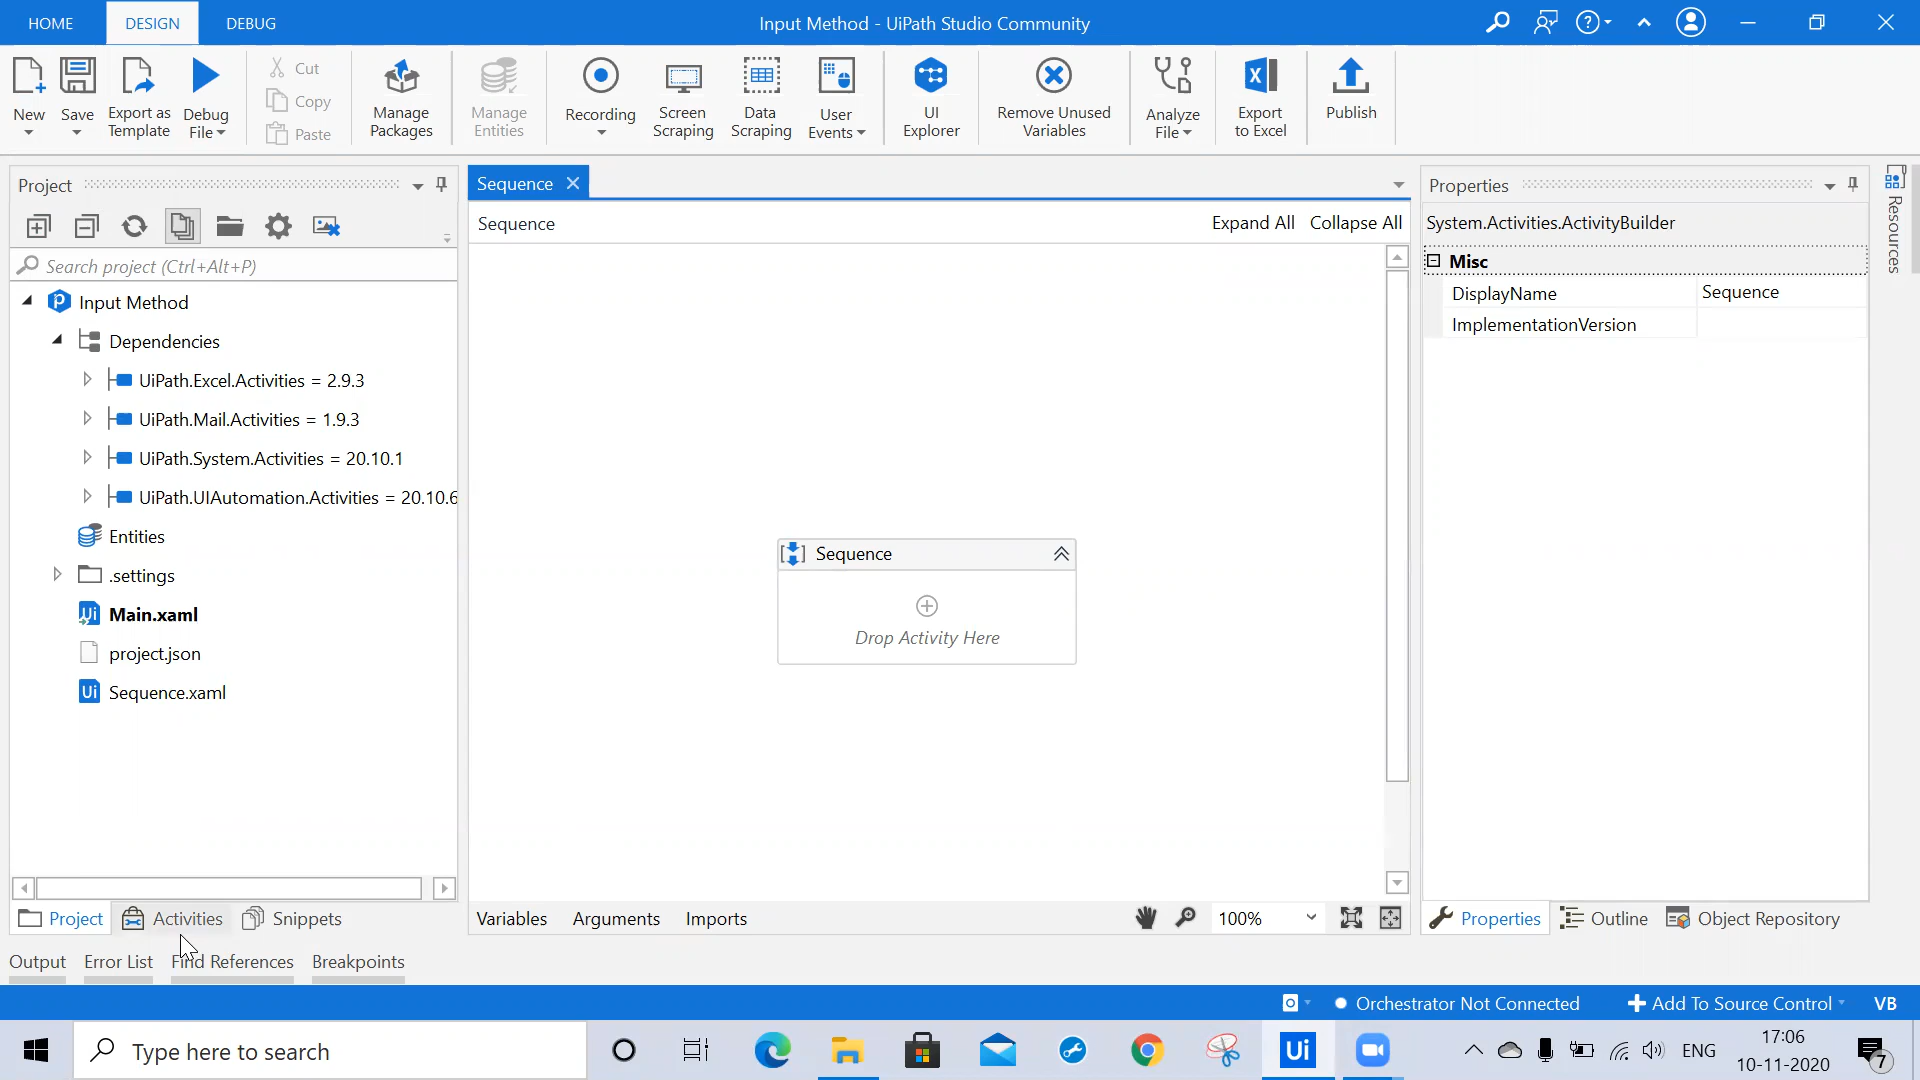 HOME DESIGN DEBUG Input Method - UiPath Studio Community
New Save Export as Template Debug File Cut Copy Paste Manage Packages Manage Entities Recording Screen Scraping Data Scraping User Events UI Explorer Remove Unused Variables Analyze File Export to Excel Publish
Project
Search project (Ctrl+Alt+P)
Input Method
Dependencies
UiPath.Excel.Activities = 2.9.3
UiPath.Mail.Activities = 1.9.3
UiPath.System.Activities = 20.10.1
UiPath.UIAutomation.Activities = 20.10.6
Entities
.settings
Main.xaml
project.json
Sequence.xaml
Project Activities Snippets
Sequence
Sequence Expand All Collapse All
Sequence
Drop Activity Here
Variables Arguments Imports 100%
Properties
System.Activities.ActivityBuilder
Misc
DisplayName Sequence
ImplementationVersion
Properties Outline Object Repository
Resources
Output Error List Find References Breakpoints
Orchestrator Not Connected Add To Source Control VB
Type here to search Ui ENG 17:06
10-11-2020 7